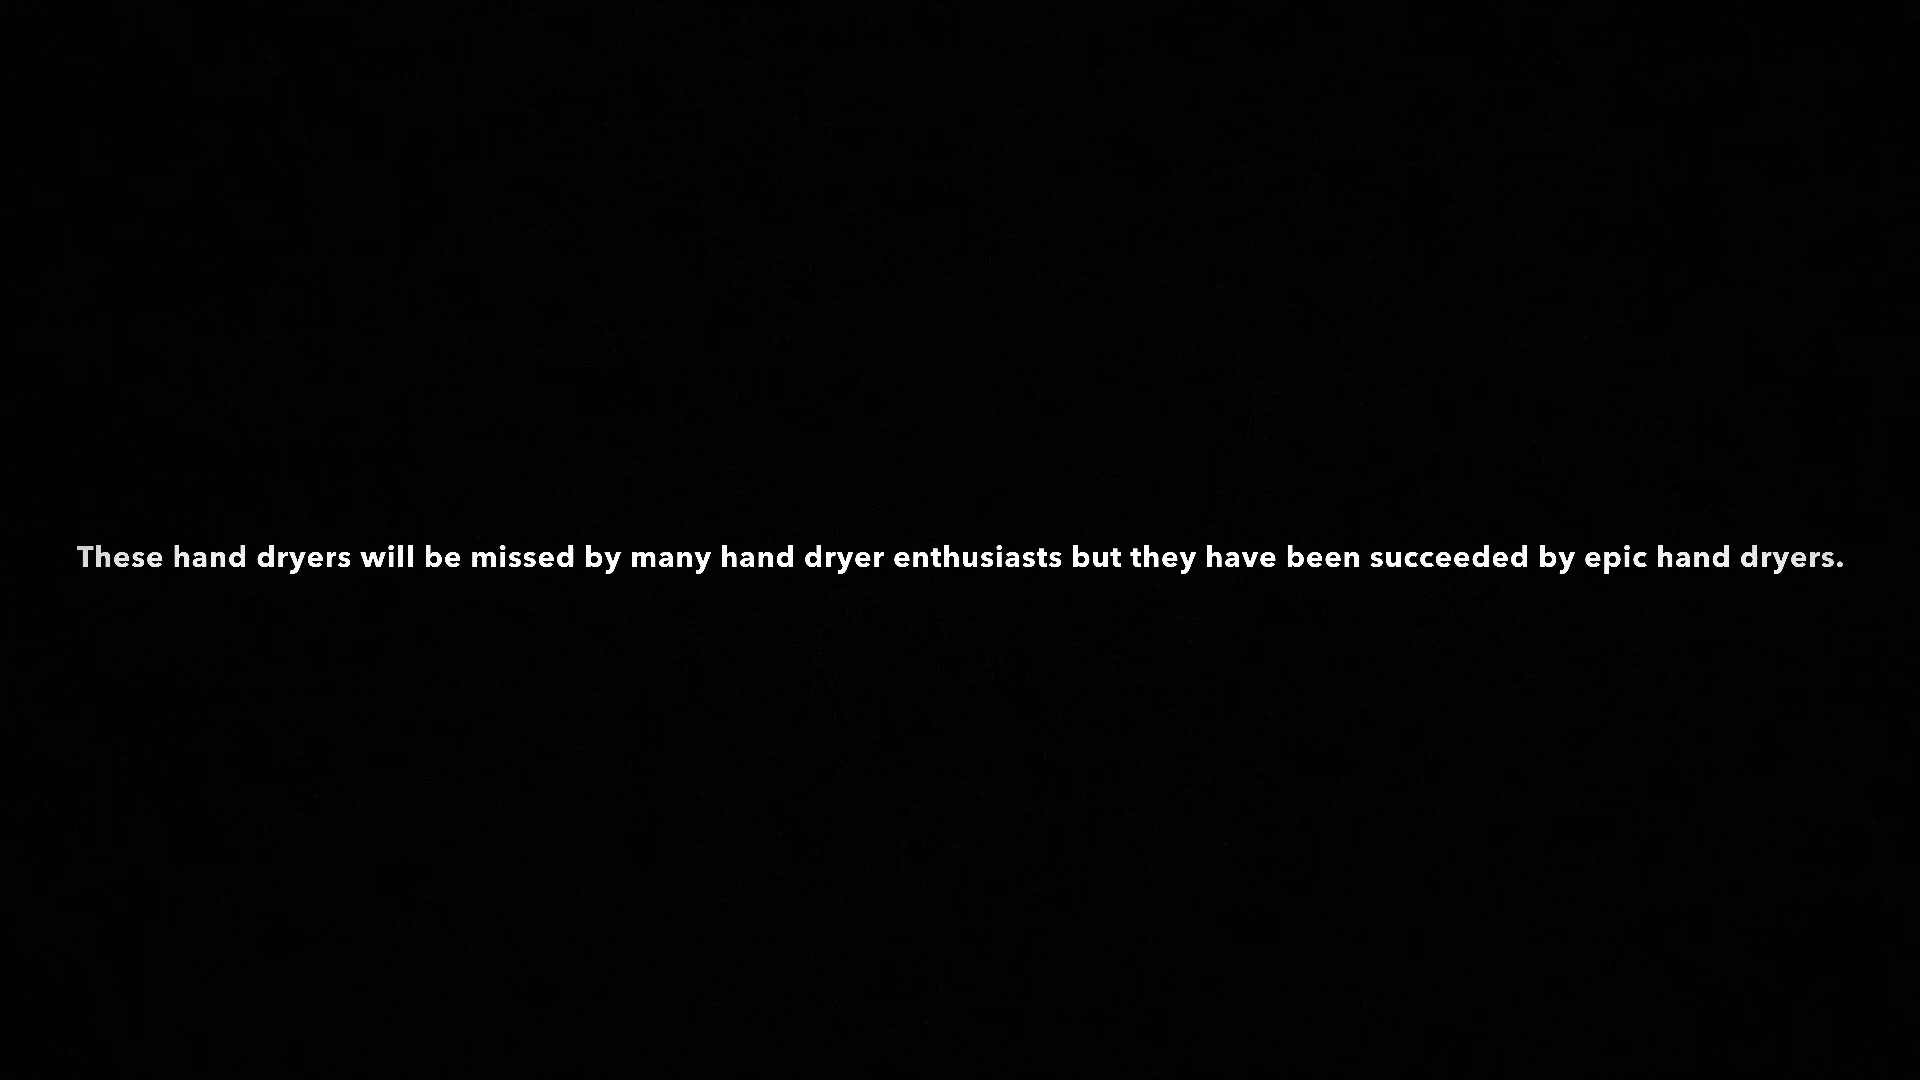 These hand dryers will be missed by many hand dryer enthusiasts but they have been succeeded by epic hand dryers.